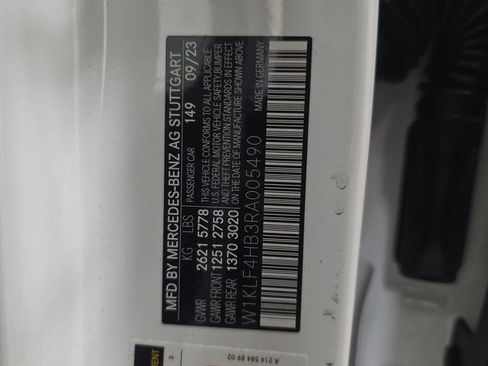 MFD BY MERCEDES-BENZ AG STUTTGART
KG LBS PASSENGER CAR 149 09/23
GVWR 2621 5778
GAWR FRONT 1251 2758
GAWR REAR 1370 3020
THIS VEHICLE CONFORMS TO ALL APPLICABLE
U.S. FEDERAL MOTOR VEHICLE SAFETY, BUMPER
AND THEFT PREVENTION STANDARDS IN EFFECT
ON THE DATE OF MANUFACTURE SHOWN ABOVE.
W1KLF4HB3RA005490 MADE IN GERMANY
A 214 584 89 02
3